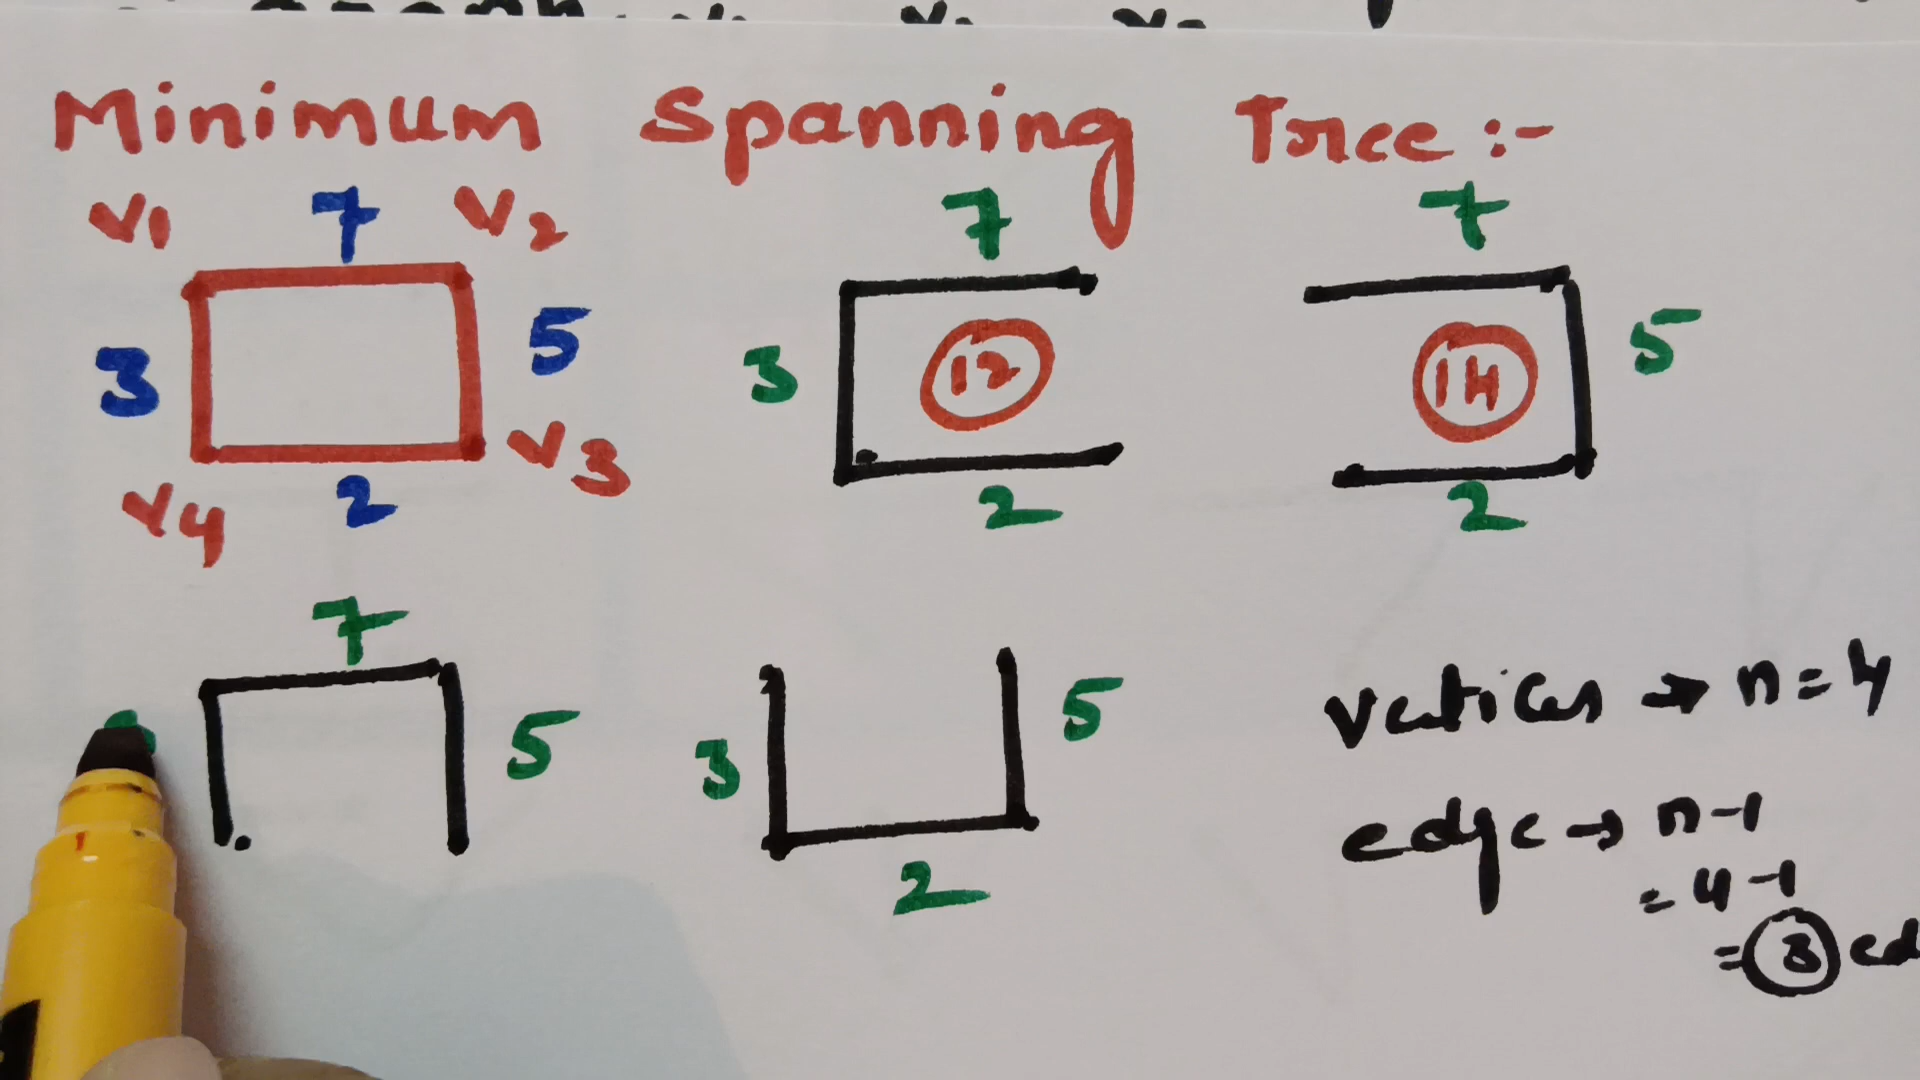 Minimum Spanning Tree :-
V1 7 V2 7 7
3 5 3 12 14 5
V4 2 V3 2 2
7
5 3 5
2
Vertices → n = 4
edge → n-1
= 4-1
= 3